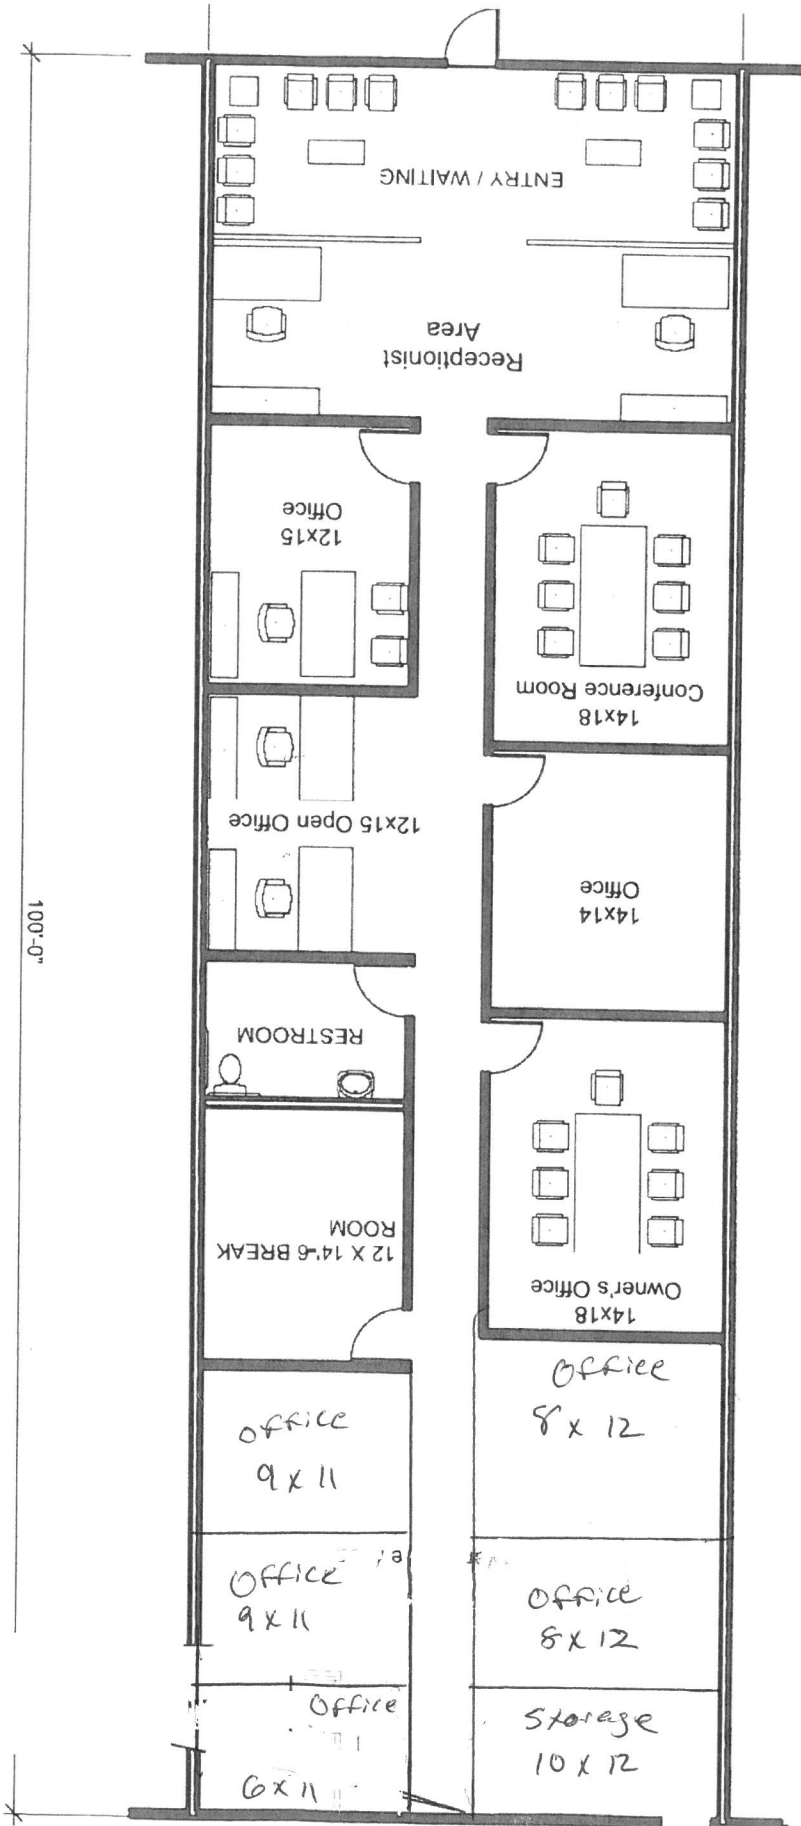 ENTRY / WAITING
Receptionist
Area
12x15
Office
14x18
Conference Room
12x15 Open Office
14x14
Office
RESTROOM
12 X 14'-6 BREAK
ROOM
14x18
Owner's Office
100'-0"
Office
8 x 12
Office
9 x 11
Office
9 x 11
Office
8 x 12
Office
6 x 11
Storage
10 x 12